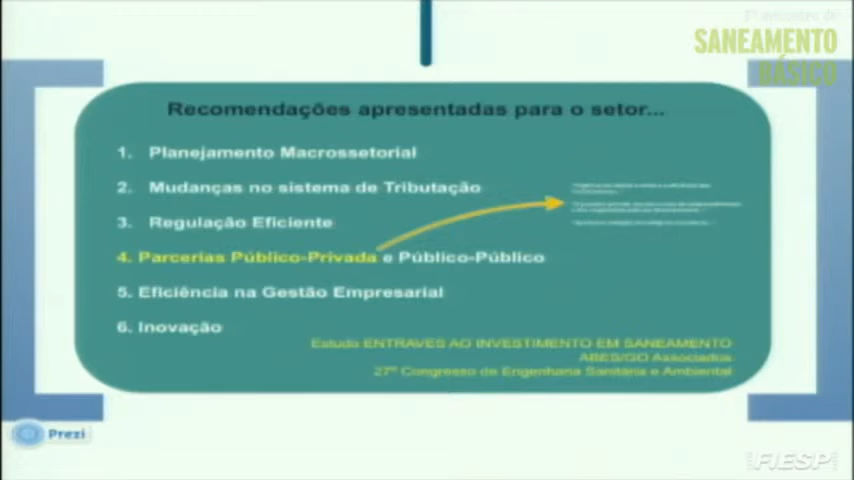 SANEAMENTO
BÁSICO
Recomendações apresentadas para o setor...
1. Planejamento Macrossetorial
2. Mudanças no sistema de Tributação
3. Regulação Eficiente
4. Parcerias Público-Privada e Público-Público
5. Eficiência na Gestão Empresarial
6. Inovação
Estudo ENTRAVES AO INVESTIMENTO EM SANEAMENTO
ABES/GO Associados
27º Congresso de Engenharia Sanitária e Ambiental
Prezi
FIESP